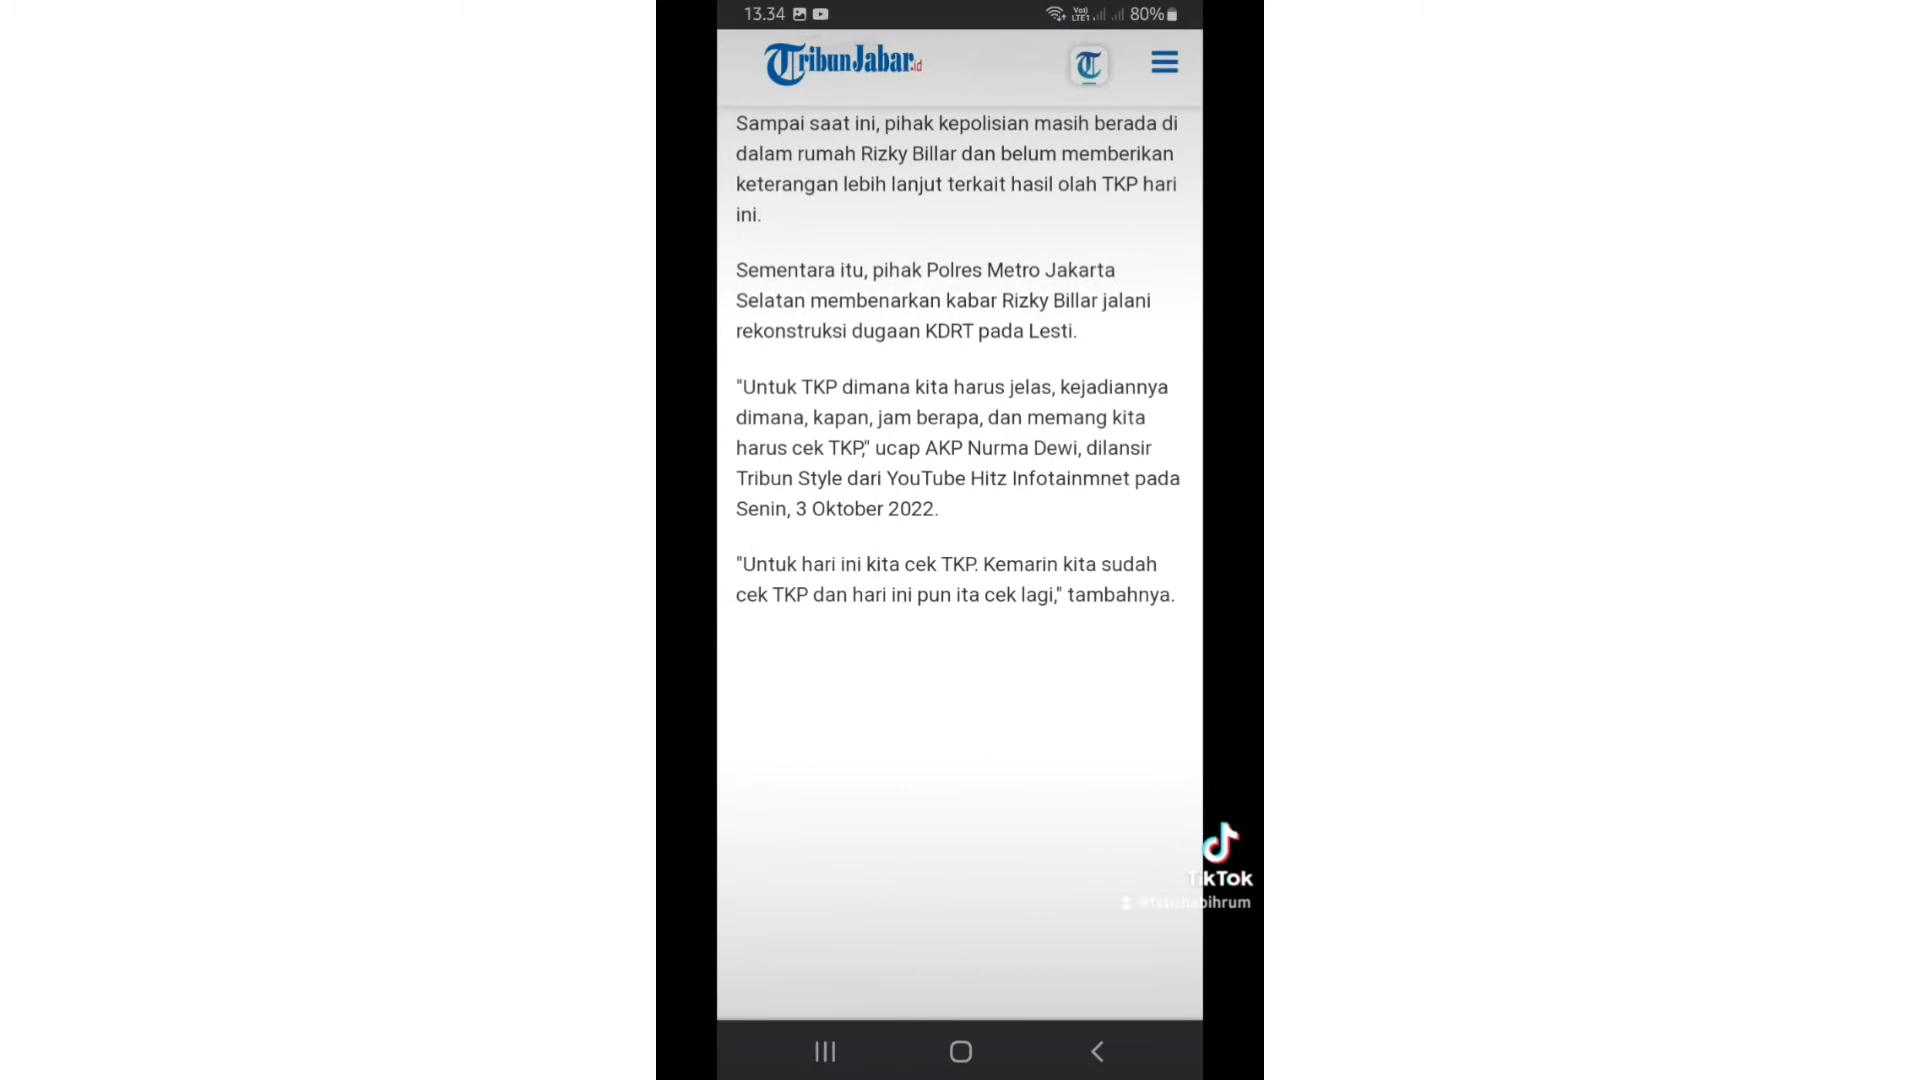 13.34
Vo) LTE1 80%
TribunJabar.id
Sampai saat ini, pihak kepolisian masih berada di
dalam rumah Rizky Billar dan belum memberikan
keterangan lebih lanjut terkait hasil olah TKP hari
ini.
Sementara itu, pihak Polres Metro Jakarta
Selatan membenarkan kabar Rizky Billar jalani
rekonstruksi dugaan KDRT pada Lesti.
"Untuk TKP dimana kita harus jelas, kejadiannya
dimana, kapan, jam berapa, dan memang kita
harus cek TKP," ucap AKP Nurma Dewi, dilansir
Tribun Style dari YouTube Hitz Infotainmnet pada
Senin, 3 Oktober 2022.
"Untuk hari ini kita cek TKP. Kemarin kita sudah
cek TKP dan hari ini pun ita cek lagi," tambahnya.
TikTok